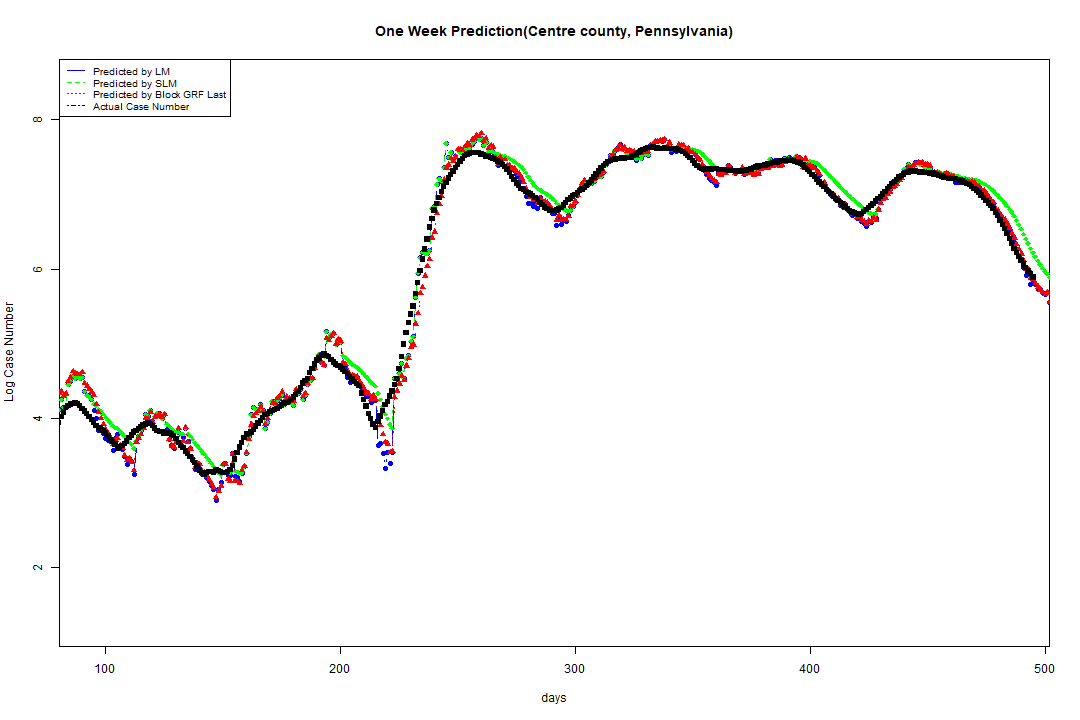 One Week Prediction(Centre county, Pennsylvania)
Predicted by LM
Predicted by SLM
Predicted by Block GRF Last
Actual Case Number
8
6
4
2
Log Case Number
100 200 300 400 500
days